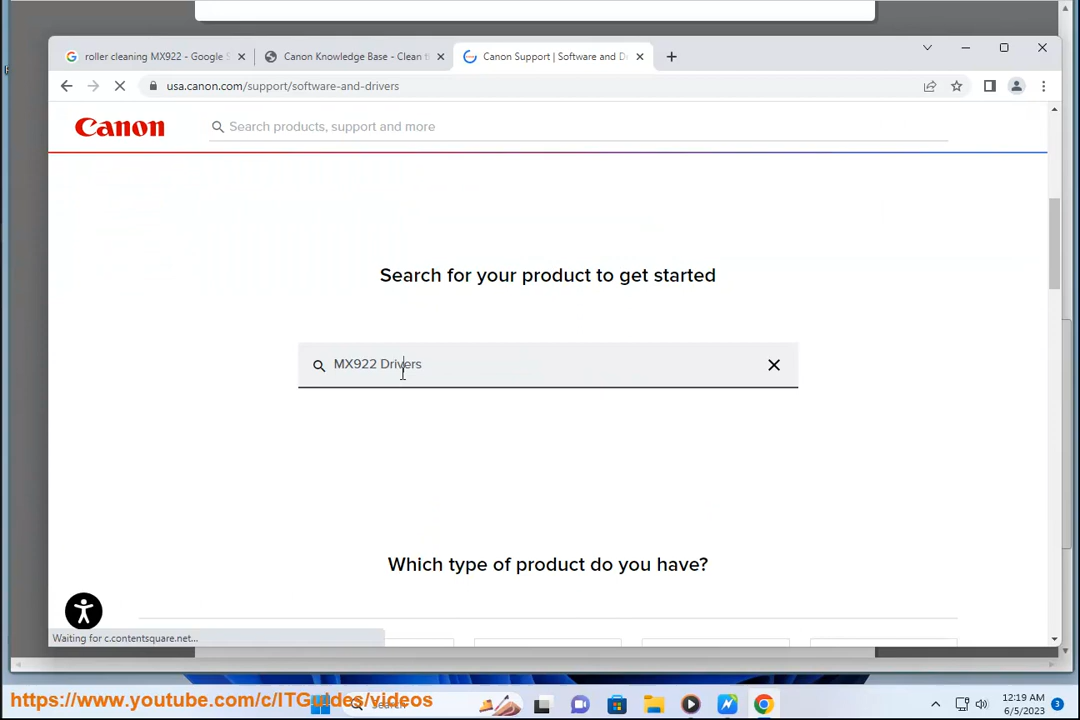 roller cleaning MX922 - Google S
Canon Knowledge Base - Clean t
Canon Support | Software and D
usa.canon.com/support/software-and-drivers
Canon
Search products, support and more
Search for your product to get started
MX922 Drivers
Which type of product do you have?
Waiting for c.contentsquare.net...
https://www.youtube.com/c/ITGuides/videos
Search
12:19 AM
6/5/2023
3